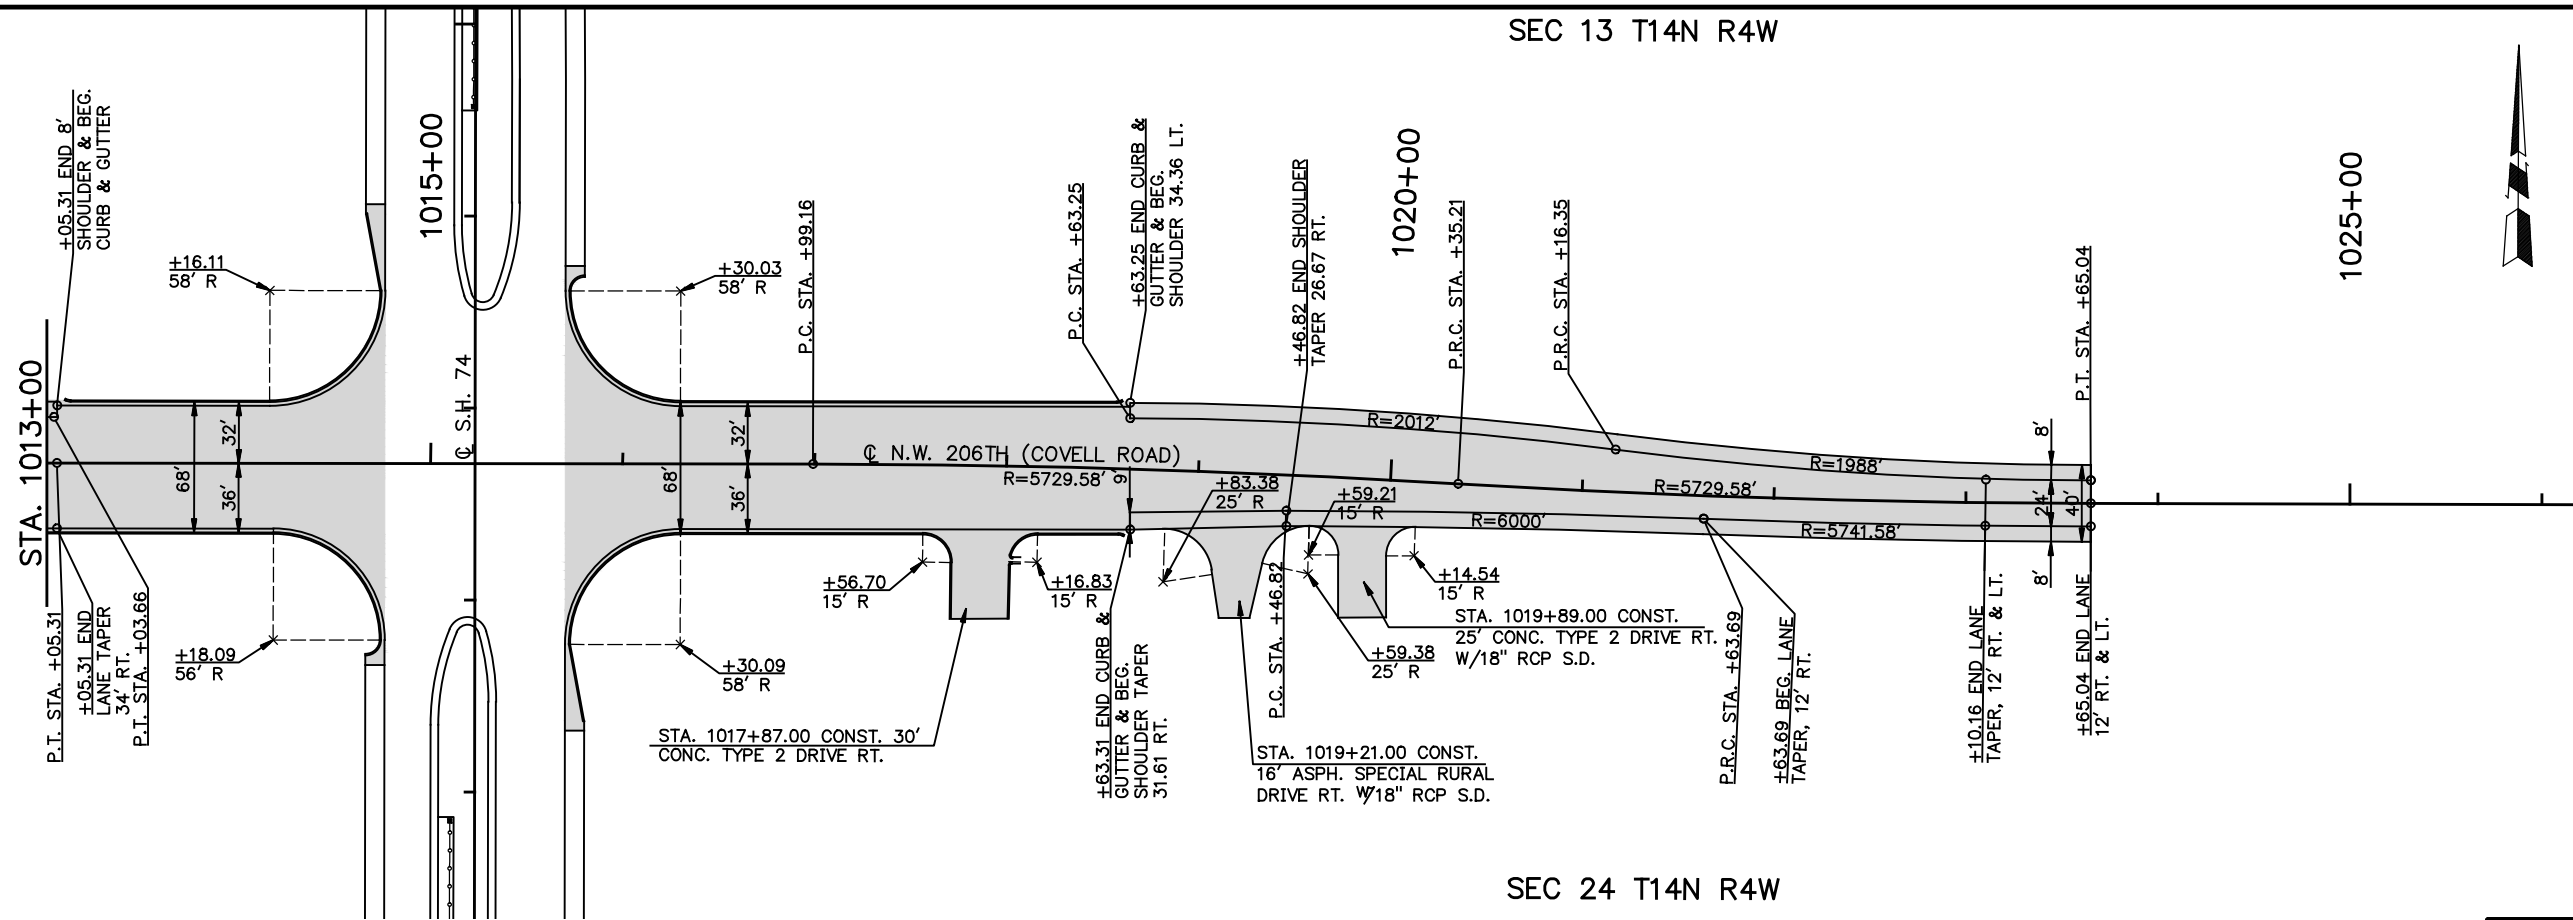 SEC 13 T14N R4W
+05.31 END 8'
SHOULDER & BEG.
CURB & GUTTER
1015+00
+16.11
58' R
+30.03
58' R
P.C. STA. +99.16
P.C. STA. +63.25
+63.25 END CURB &
GUTTER & BEG.
SHOULDER 34.36 LT.
+46.82 END SHOULDER
TAPER 26.67 RT.
1020+00
P.R.C. STA. +35.21
P.R.C. STA. +16.35
P.T. STA. +65.04
1025+00
STA. 1013+00
68'
32'
36'
℄ S.H. 74
68'
32'
36'
℄ N.W. 206TH (COVELL ROAD)
R=5729.58'
9'
R=2012'
+83.38
25' R
+59.21
15' R
R=6000'
R=5729.58'
R=1988'
R=5741.58'
8'
24'
40'
8'
P.T. STA. +05.31
+05.31 END
LANE TAPER
34' RT.
P.T. STA. +03.66
+18.09
56' R
+30.09
58' R
+56.70
15' R
+16.83
15' R
+14.54
15' R
STA. 1019+89.00 CONST.
25' CONC. TYPE 2 DRIVE RT.
W/18" RCP S.D.
+59.38
25' R
STA. 1017+87.00 CONST. 30'
CONC. TYPE 2 DRIVE RT.
+63.31 END CURB &
GUTTER & BEG.
SHOULDER TAPER
31.61 RT.
P.C. STA. +46.82
STA. 1019+21.00 CONST.
16' ASPH. SPECIAL RURAL
DRIVE RT. W/18" RCP S.D.
P.R.C. STA. +63.69
+63.69 BEG. LANE
TAPER, 12' RT.
+10.16 END LANE
TAPER, 12' RT. & LT.
+65.04 END LANE
12' RT. & LT.
SEC 24 T14N R4W